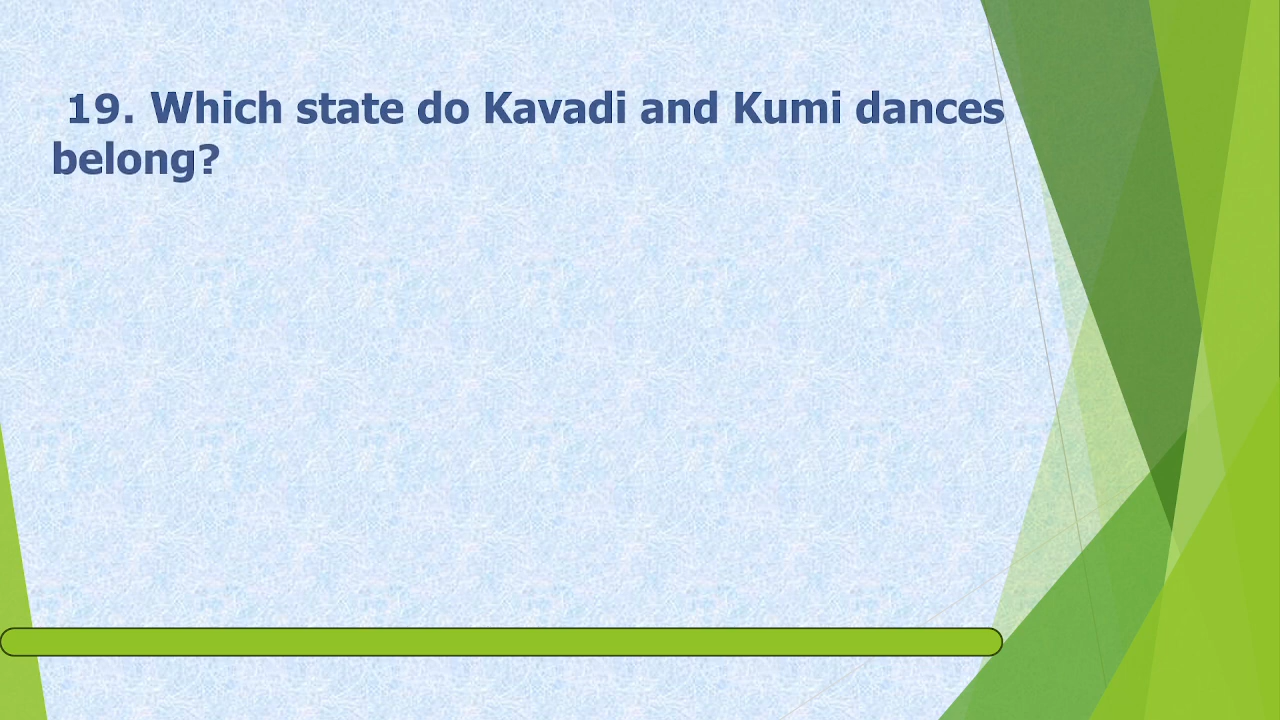 19. Which state do Kavadi and Kumi dances
belong?